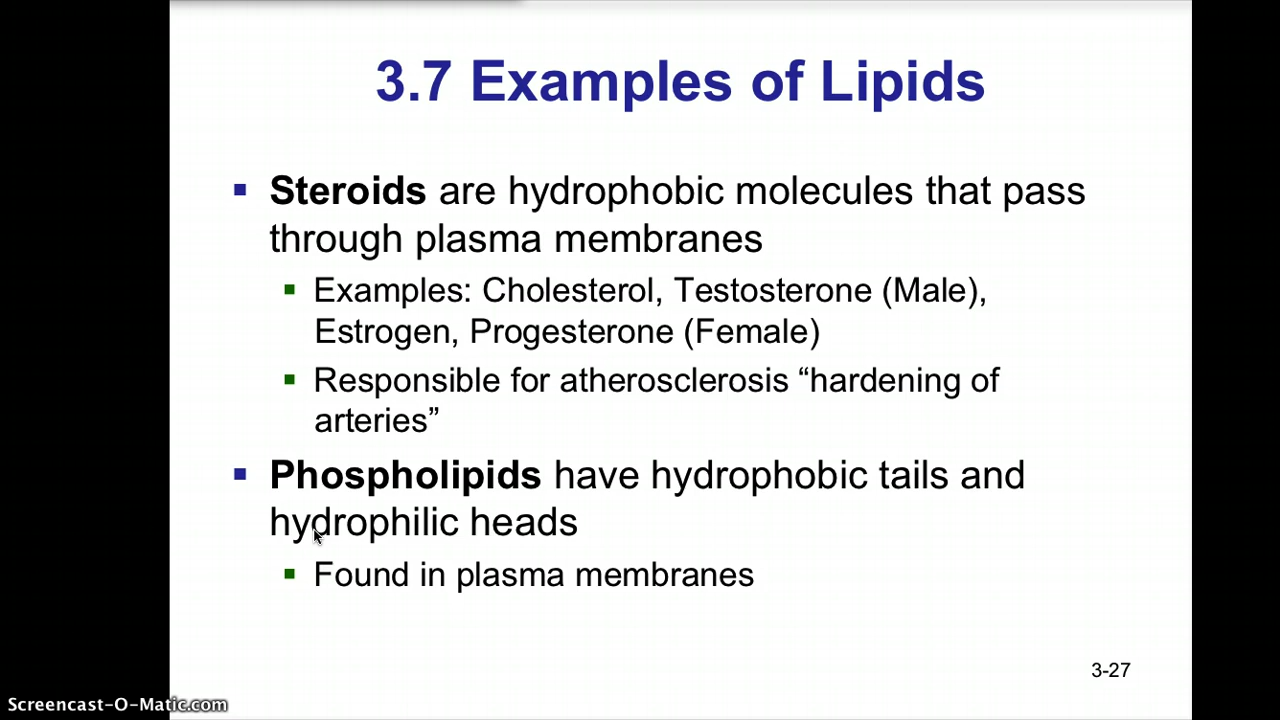 3.7 Examples of Lipids
Steroids are hydrophobic molecules that pass
through plasma membranes
Examples: Cholesterol, Testosterone (Male),
Estrogen, Progesterone (Female)
Responsible for atherosclerosis “hardening of
arteries”
Phospholipids have hydrophobic tails and
hydrophilic heads
Found in plasma membranes
3-27
Screencast-O-Matic.com